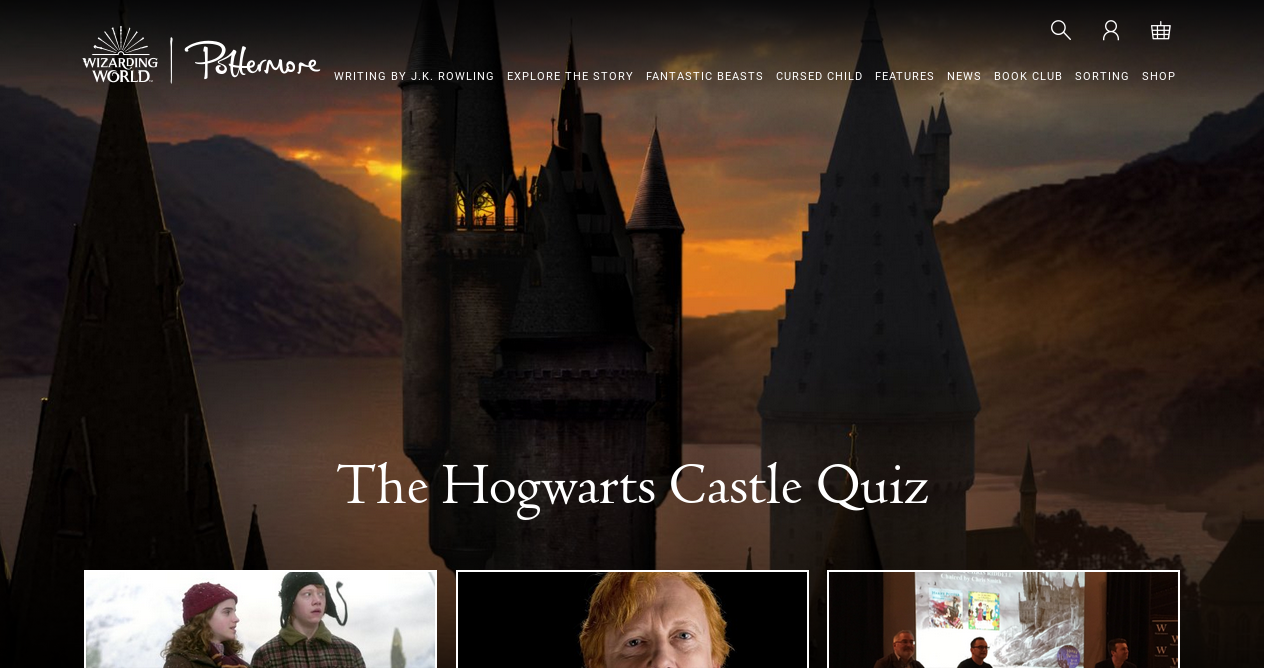 WIZARDING
WORLD
Pottermore
WRITING BY J.K. ROWLING EXPLORE THE STORY FANTASTIC BEASTS CURSED CHILD FEATURES NEWS BOOK CLUB SORTING SHOP
The Hogwarts Castle Quiz